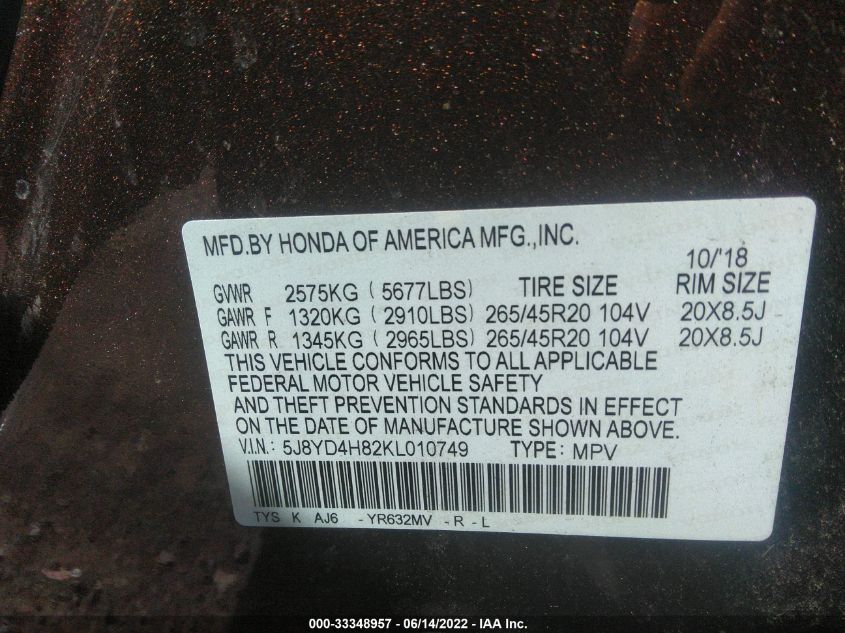 MFD.BY HONDA OF AMERICA MFG.,INC.
10/'18
GVWR 2575KG ( 5677LBS) TIRE SIZE RIM SIZE
GAWR F 1320KG ( 2910LBS) 265/45R20 104V 20X8.5J
GAWR R 1345KG ( 2965LBS) 265/45R20 104V 20X8.5J
THIS VEHICLE CONFORMS TO ALL APPLICABLE
FEDERAL MOTOR VEHICLE SAFETY
AND THEFT PREVENTION STANDARDS IN EFFECT
ON THE DATE OF MANUFACTURE SHOWN ABOVE.
V.I.N.: 5J8YD4H82KL010749 TYPE: MPV
TYS K AJ6 - YR632MV - R - L
000-33348957 - 06/14/2022 - IAA Inc.